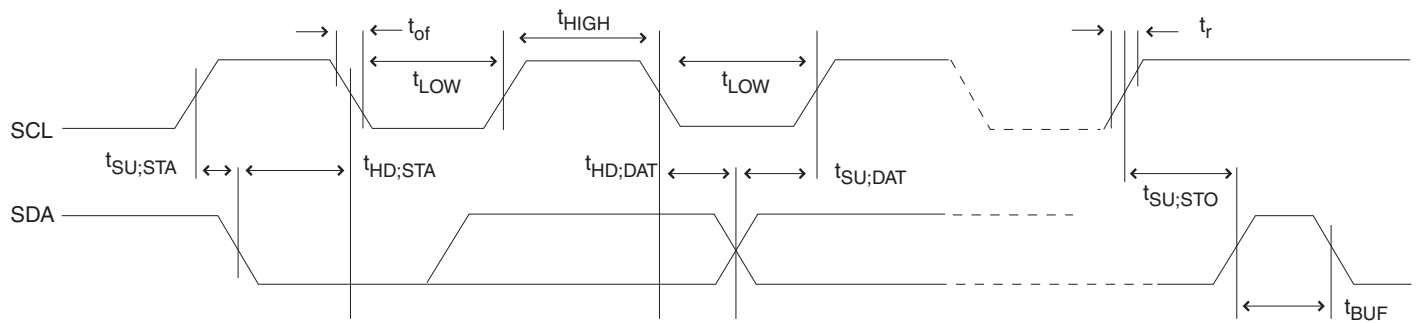 t_of
t_HIGH
t_r
t_LOW
t_LOW
SCL
t_SU;STA
t_HD;STA
t_HD;DAT
t_SU;DAT
t_SU;STO
SDA
t_BUF